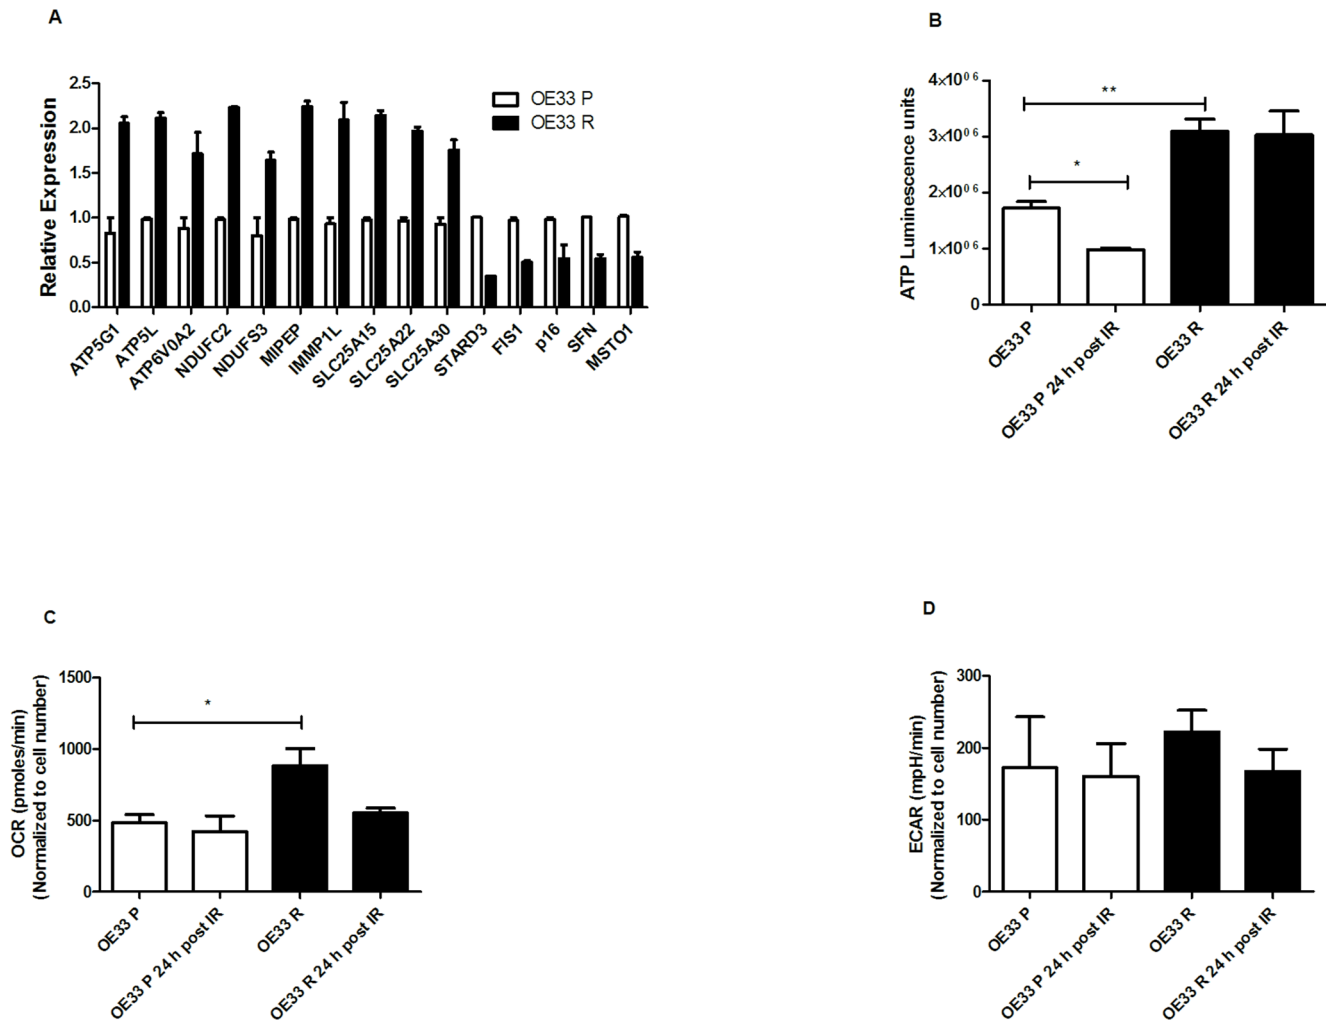 A
Relative Expression
2.5
2.0
1.5
1.0
0.5
0.0
OE33 P
OE33 R
ATP5G1
ATP5L
ATP6V0A2
NDUFC2
NDUFS3
MIPEP
IMMP1L
SLC25A15
SLC25A22
SLC25A30
STARD3
FIS1
p16
SFN
MSTO1
B
ATP Luminescence units
4×10⁰⁶
3×10⁰⁶
2×10⁰⁶
1×10⁰⁶
0
**
*
OE33 P
OE33 P 24 h post IR
OE33 R
OE33 R 24 h post IR
C
OCR (pmoles/min)
(Normalized to cell number)
1500
1000
500
0
*
OE33 P
OE33 P 24 h post IR
OE33 R
OE33 R 24 h post IR
D
ECAR (mpH/min)
(Normalized to cell number)
300
200
100
0
OE33 P
OE33 P 24 h post IR
OE33 R
OE33 R 24 h post IR